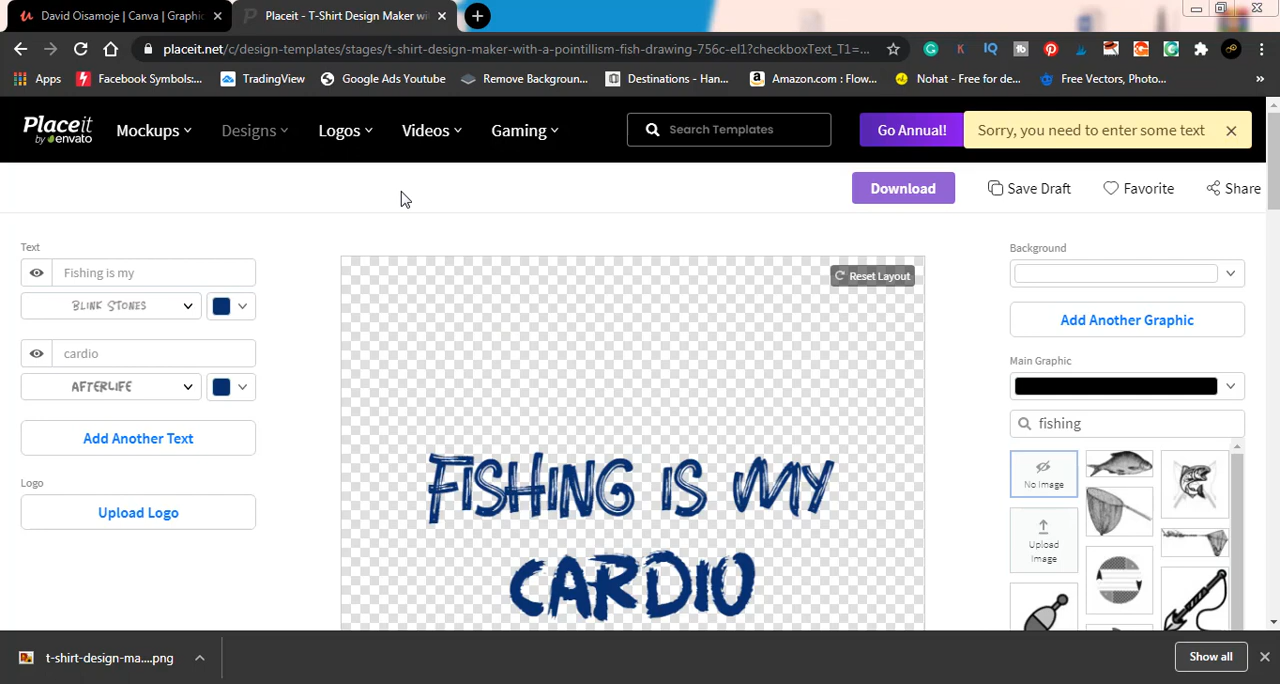 David Oisamoje | Canva | Graphic
Placeit - T-Shirt Design Maker wi
placeit.net/c/design-templates/stages/t-shirt-design-maker-with-a-pointillism-fish-drawing-756c-el1?checkboxText_T1=...
Apps
Facebook Symbols...
TradingView
Google Ads Youtube
Remove Backgroun...
Destinations - Han...
Amazon.com : Flow...
Nohat - Free for de...
Free Vectors, Photo...
»
Placeit by envato
Mockups
Designs
Logos
Videos
Gaming
Search Templates
Go Annual!
Sorry, you need to enter some text
Download
Save Draft
Favorite
Share
Text
Fishing is my
BLINK STONES
cardio
AFTERLIFE
Add Another Text
Logo
Upload Logo
Reset Layout
FISHING IS MY
CARDIO
Background
Add Another Graphic
Main Graphic
fishing
No Image
Upload Image
t-shirt-design-ma....png
Show all